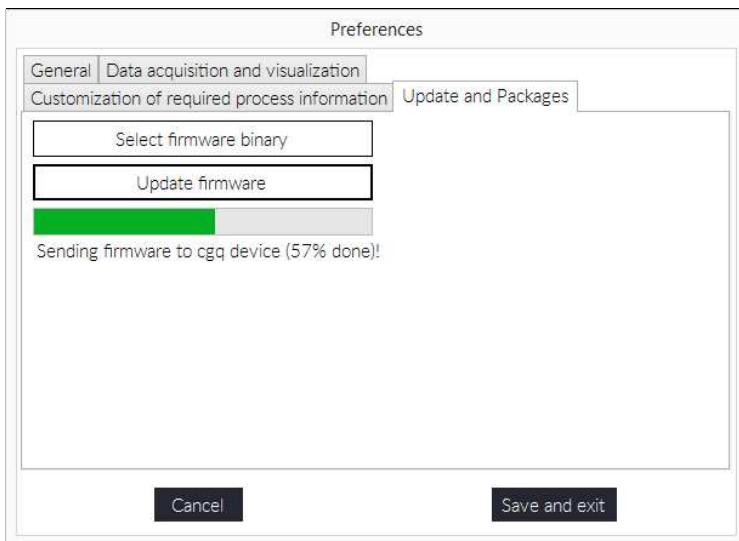 Preferences
General Data acquisition and visualization
Customization of required process information Update and Packages
Select firmware binary
Update firmware
Sending firmware to cgq device (57% done)!
Cancel Save and exit